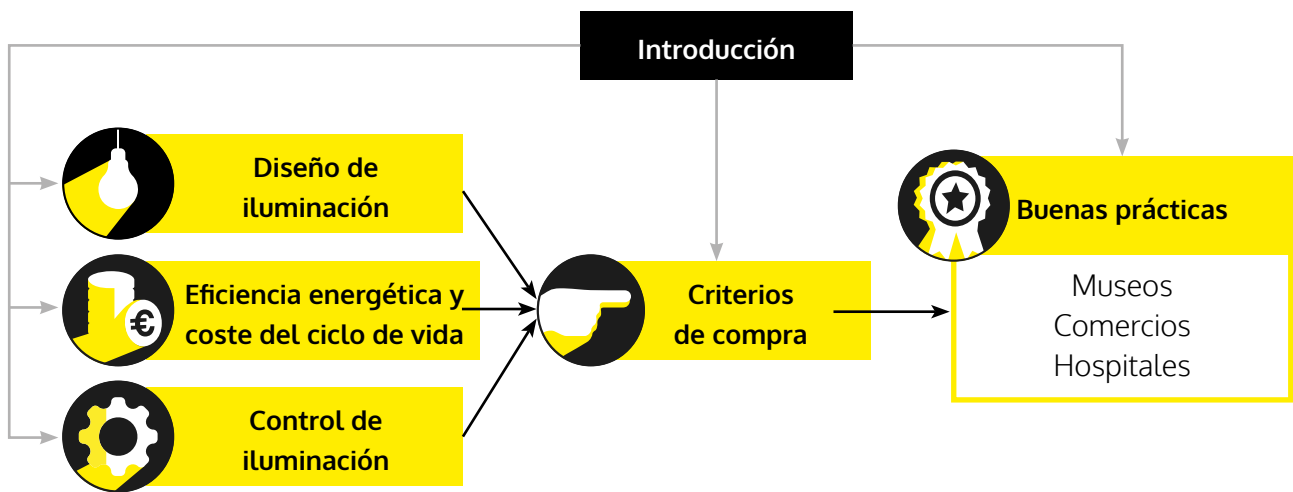 Introducción
Diseño de
iluminación
Eficiencia energética y
coste del ciclo de vida
€
Control de
iluminación
Criterios
de compra
Buenas prácticas
Museos
Comercios
Hospitales